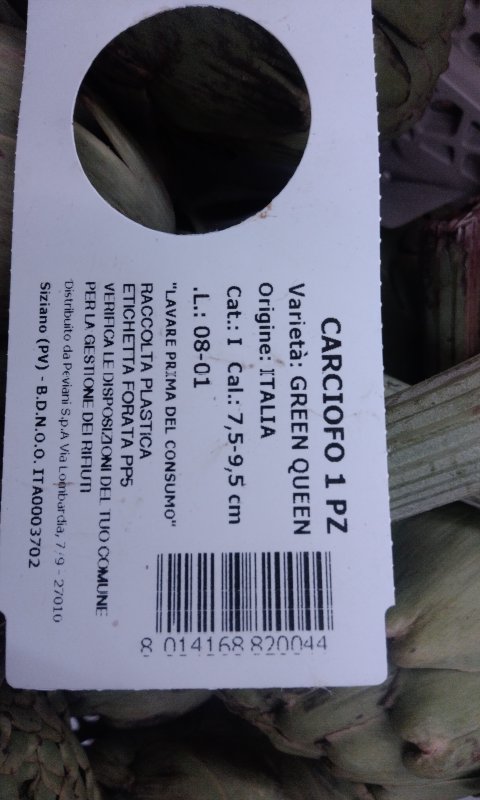 CARCIOFO 1 PZ
Varietà: GREEN QUEEN
Origine: ITALIA
Cat.: I Cal.: 7,5-9,5 cm
.L.: 08-01
"LAVARE PRIMA DEL CONSUMO"
RACCOLTA PLASTICA
ETICHETTA FORATA PP5
VERIFICA LE DISPOSIZIONI DEL TUO COMUNE
PER LA GESTIONE DEI RIFIUTI
Distribuito da Peviani S.p.A Via Lombardia, 7/9 - 27010
Siziano (PV) - B.D.N.O.O. IT A0003702
8 014168 820044